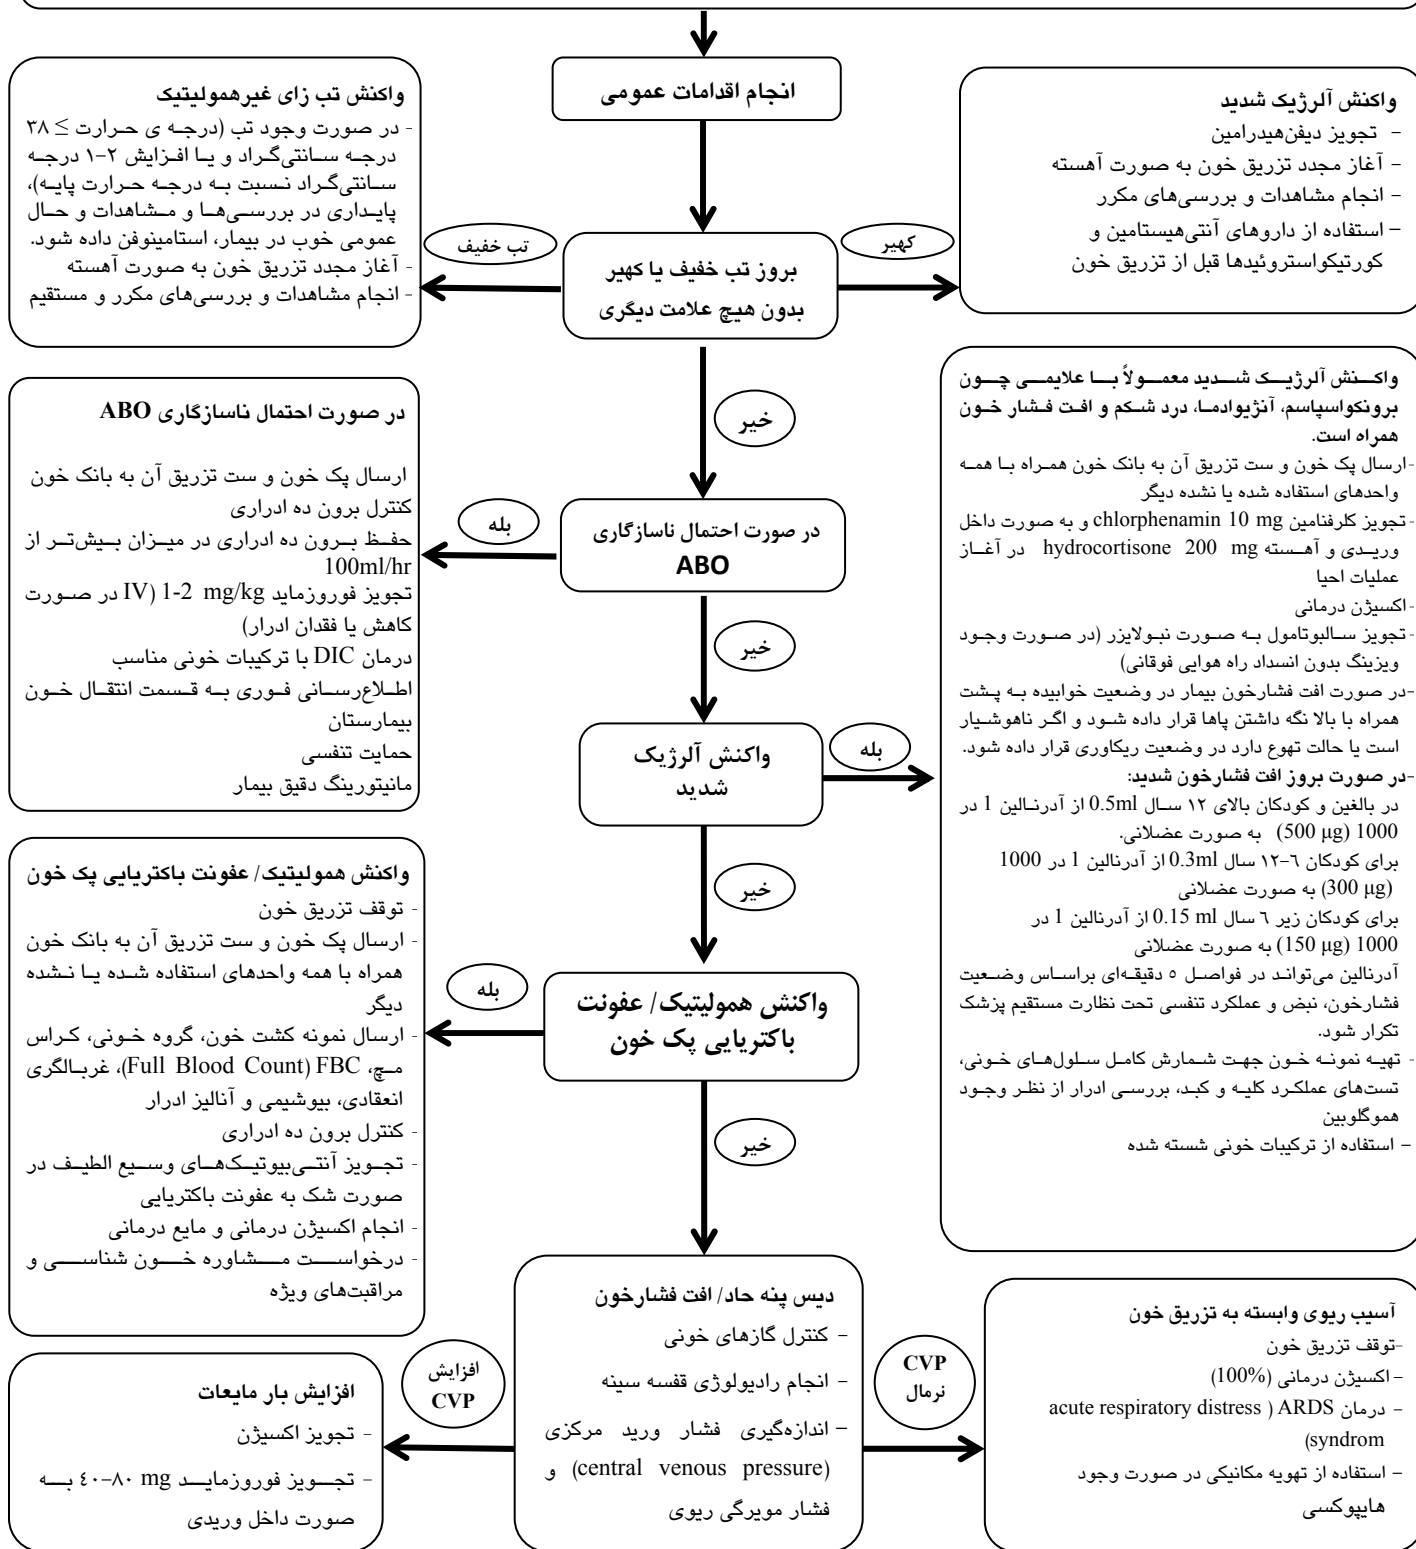 انجام اقدامات عمومی
واکنش آلرژیک شدید
- تجویز دیفن‌هیدرامین
- آغاز مجدد تزریق خون به صورت آهسته
- انجام مشاهدات و بررسی‌های مکرر
- استفاده از داروهای آنتی‌هیستامین و
کورتیکواستروئیدها قبل از تزریق خون
کهیر
بروز تب خفیف یا کهیر
بدون هیچ علامت دیگری
تب خفیف
واکنش تب زای غیرهمولیتیک
- در صورت وجود تب (درجه ی حرارت ≥ ۳۸
درجه سانتی‌گراد و یا افزایش ۲-۱ درجه
سانتی‌گراد نسبت به درجه حرارت پایه)،
پایداری در بررسی‌ها و مشاهدات و حال
عمومی خوب در بیمار، استامینوفن داده شود.
- آغاز مجدد تزریق خون به صورت آهسته
- انجام مشاهدات و بررسی‌های مکرر و مستقیم
خیر
در صورت احتمال ناسازگاری
ABO
بله
در صورت احتمال ناسازگاری ABO
ارسال پک خون و ست تزریق آن به بانک خون
کنترل برون ده ادراری
حفظ برون ده ادراری در میزان بیش‌تر از
100ml/hr
تجویز فوروزماید 1-2 mg/kg (IV در صورت
کاهش یا فقدان ادرار)
درمان DIC با ترکیبات خونی مناسب
اطلاع‌رسانی فوری به قسمت انتقال خون
بیمارستان
حمایت تنفسی
مانیتورینگ دقیق بیمار
خیر
واکنش آلرژیک
شدید
بله
واکنش آلرژیک شدید معمولاً با علایمی چون
برونکواسپاسم، آنژیوادما، درد شکم و افت فشار خون
همراه است.
-ارسال پک خون و ست تزریق آن به بانک خون همراه با همه
واحدهای استفاده شده یا نشده دیگر
-تجویز کلرفنامین chlorphenamin 10 mg و به صورت داخل
وریدی و آهسته hydrocortisone 200 mg در آغاز
عملیات احیا
-اکسیژن درمانی
-تجویز سالبوتامول به صورت نبولایزر (در صورت وجود
ویزینگ بدون انسداد راه هوایی فوقانی)
-در صورت افت فشارخون بیمار در وضعیت خوابیده به پشت
همراه با بالا نگه داشتن پاها قرار داده شود و اگر ناهوشیار
است یا حالت تهوع دارد در وضعیت ریکاوری قرار داده شود.
-در صورت بروز افت فشارخون شدید:
در بالغین و کودکان بالای ۱۲ سال 0.5ml از آدرنالین 1 در
1000 (500 µg) به صورت عضلانی.
برای کودکان ۶-۱۲ سال 0.3ml از آدرنالین 1 در 1000
(300 µg) به صورت عضلانی
برای کودکان زیر ۶ سال 0.15 ml از آدرنالین 1 در
1000 (150 µg) به صورت عضلانی
آدرنالین می‌تواند در فواصل ۵ دقیقه‌ای براساس وضعیت
فشارخون، نبض و عملکرد تنفسی تحت نظارت مستقیم پزشک
تکرار شود.
- تهیه نمونه خون جهت شمارش کامل سلول‌های خونی،
تست‌های عملکرد کلیه و کبد، بررسی ادرار از نظر وجود
هموگلوبین
- استفاده از ترکیبات خونی شسته شده
خیر
واکنش همولیتیک/ عفونت
باکتریایی پک خون
بله
واکنش همولیتیک/ عفونت باکتریایی پک خون
- توقف تزریق خون
- ارسال پک خون و ست تزریق آن به بانک خون
همراه با همه واحدهای استفاده شده یا نشده
دیگر
- ارسال نمونه کشت خون، گروه خونی، کراس
مچ، FBC (Full Blood Count)، غربالگری
انعقادی، بیوشیمی و آنالیز ادرار
- کنترل برون ده ادراری
- تجویز آنتی‌بیوتیک‌های وسیع الطیف در
صورت شک به عفونت باکتریایی
- انجام اکسیژن درمانی و مایع درمانی
- درخواست مشاوره خون شناسی و
مراقبت‌های ویژه
خیر
دیس پنه حاد/ افت فشارخون
- کنترل گازهای خونی
- انجام رادیولوژی قفسه سینه
- اندازه‌گیری فشار ورید مرکزی
(central venous pressure) و
فشار مویرگی ریوی
CVP
نرمال
آسیب ریوی وابسته به تزریق خون
-توقف تزریق خون
- اکسیژن درمانی (100%)
- درمان ARDS ( acute respiratory distress
syndrom)
- استفاده از تهویه مکانیکی در صورت وجود
هایپوکسی
افزایش
CVP
افزایش بار مایعات
- تجویز اکسیژن
- تجویز فوروزماید ۴۰-۸۰ mg به
صورت داخل وریدی